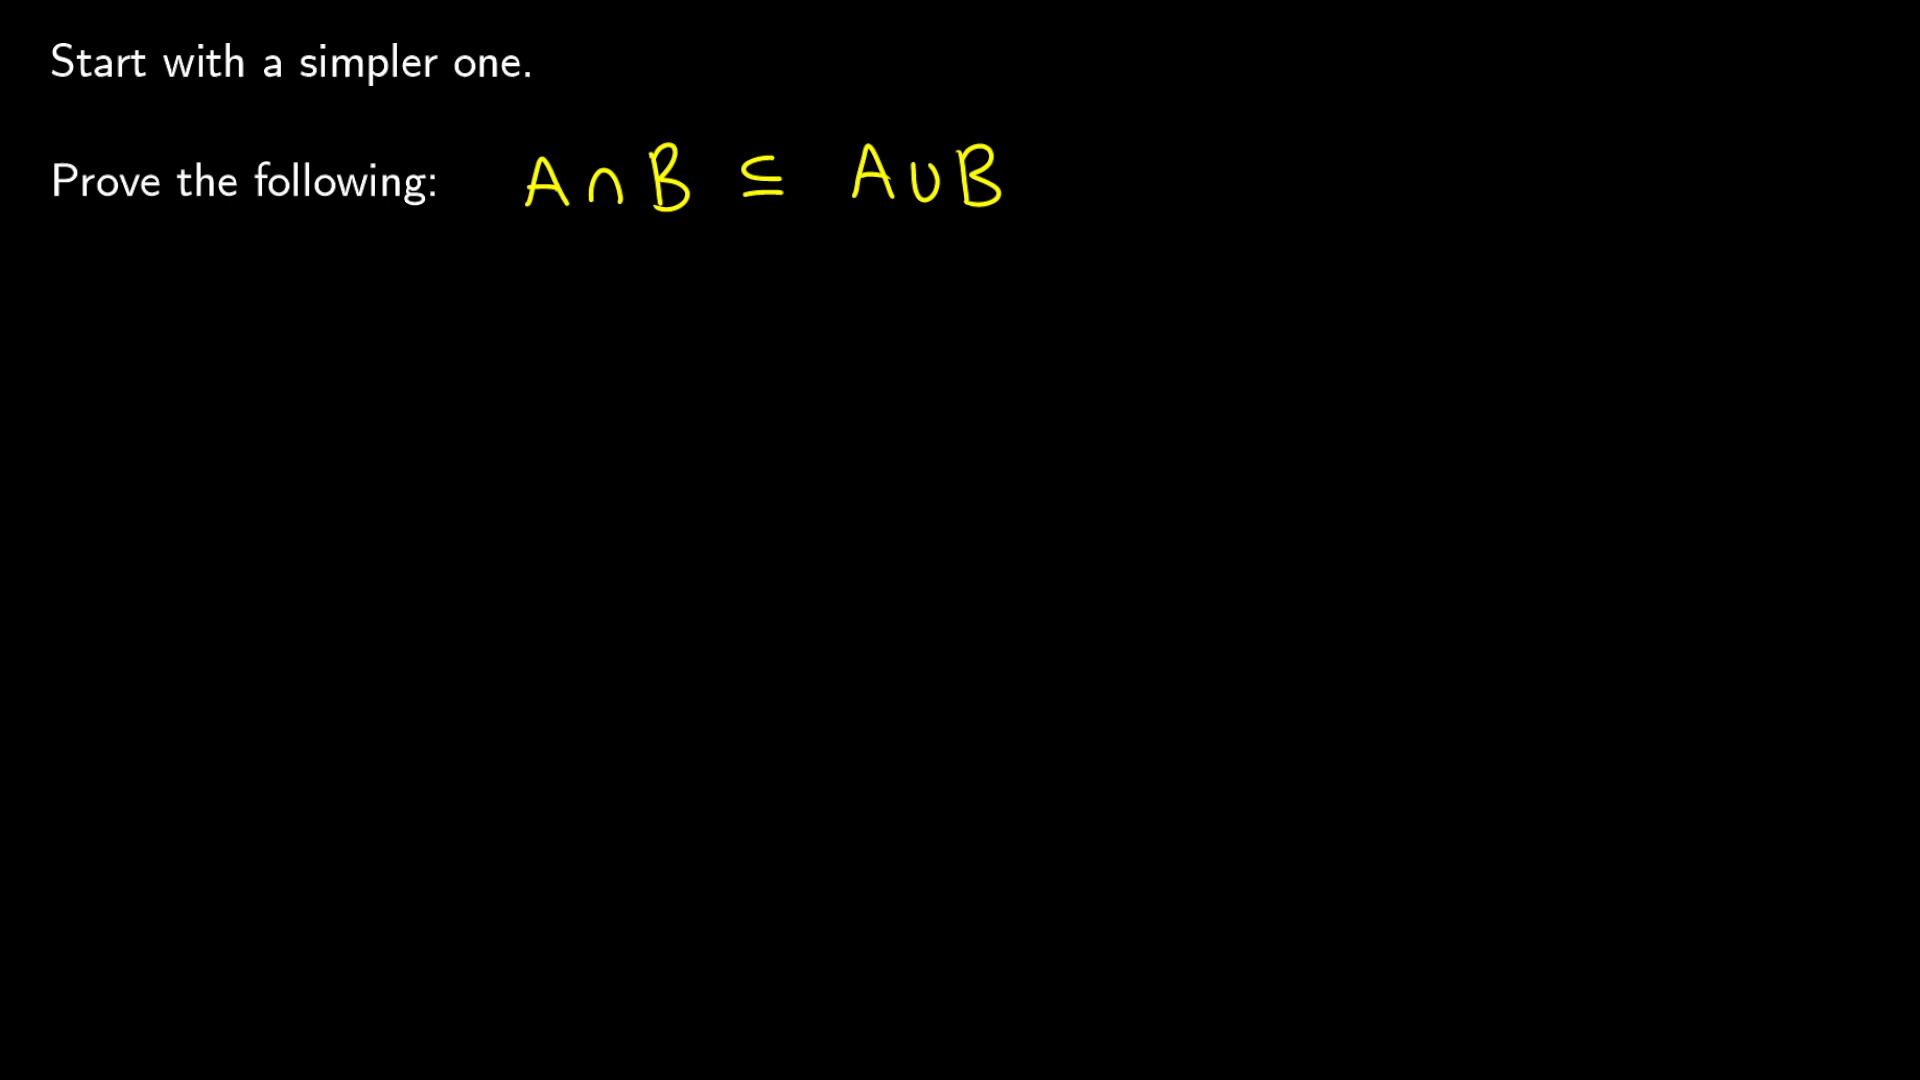 Start with a simpler one.
Prove the following: A ∩ B ⊆ A ∪ B